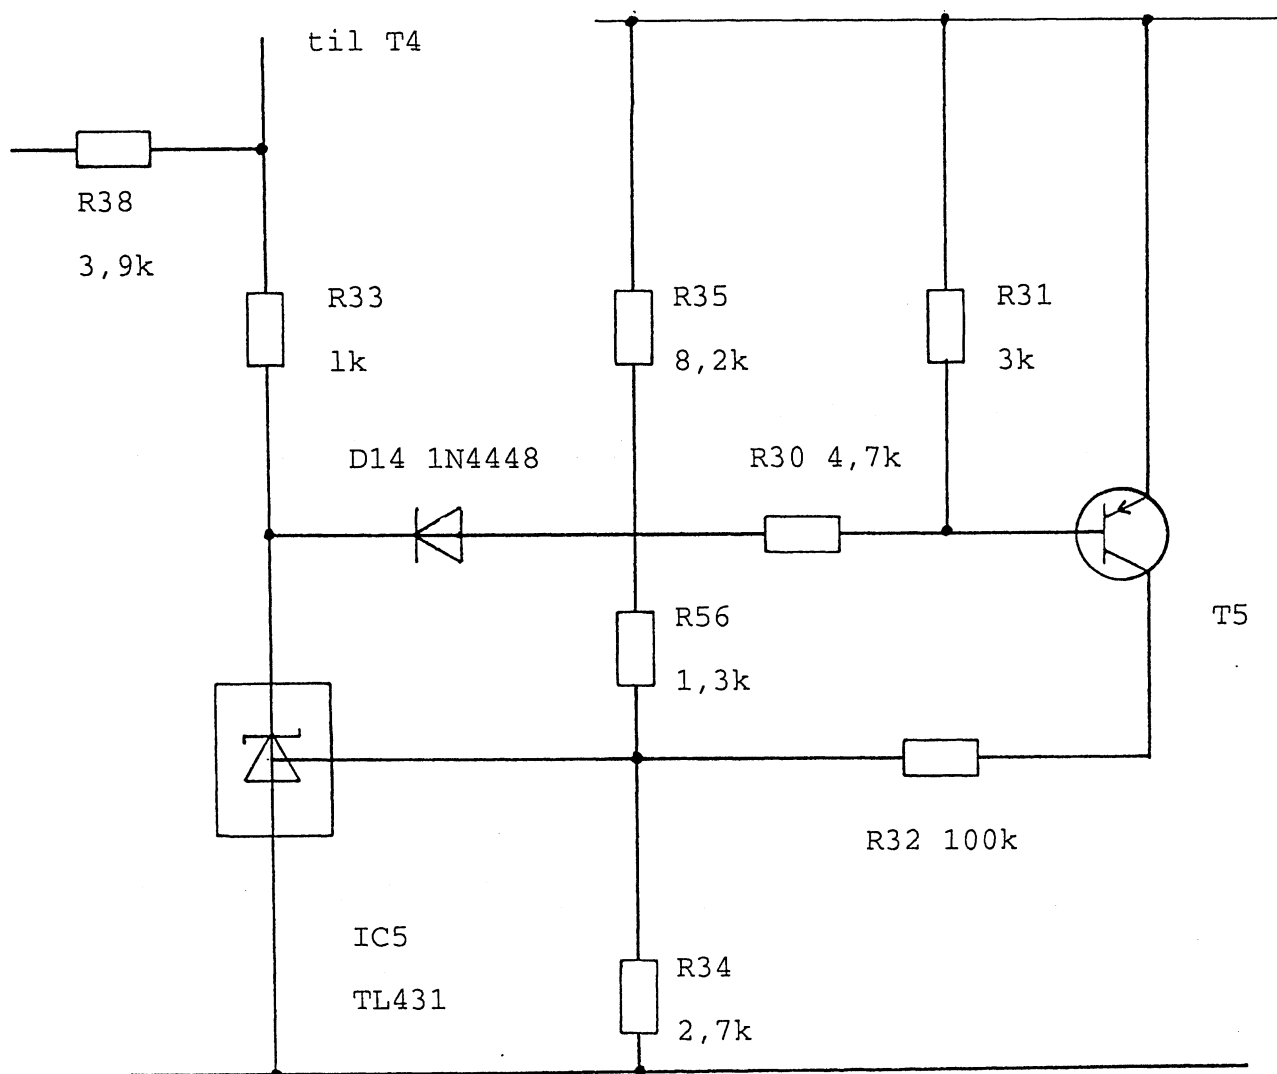 til T4
R38
3,9k
R33
1k
R35
8,2k
R31
3k
D14 1N4448
R30 4,7k
R56
1,3k
T5
R32 100k
IC5
TL431
R34
2,7k